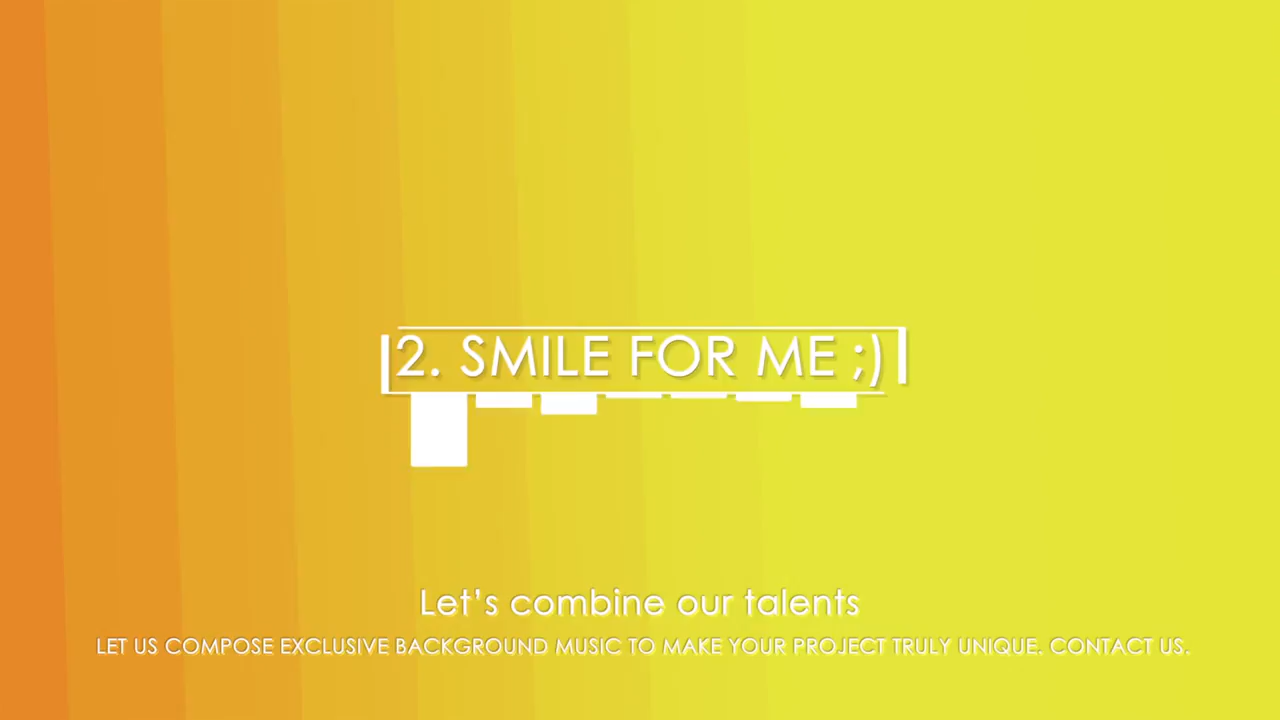 2. SMILE FOR ME ;)
Let's combine our talents
LET US COMPOSE EXCLUSIVE BACKGROUND MUSIC TO MAKE YOUR PROJECT TRULY UNIQUE. CONTACT US.